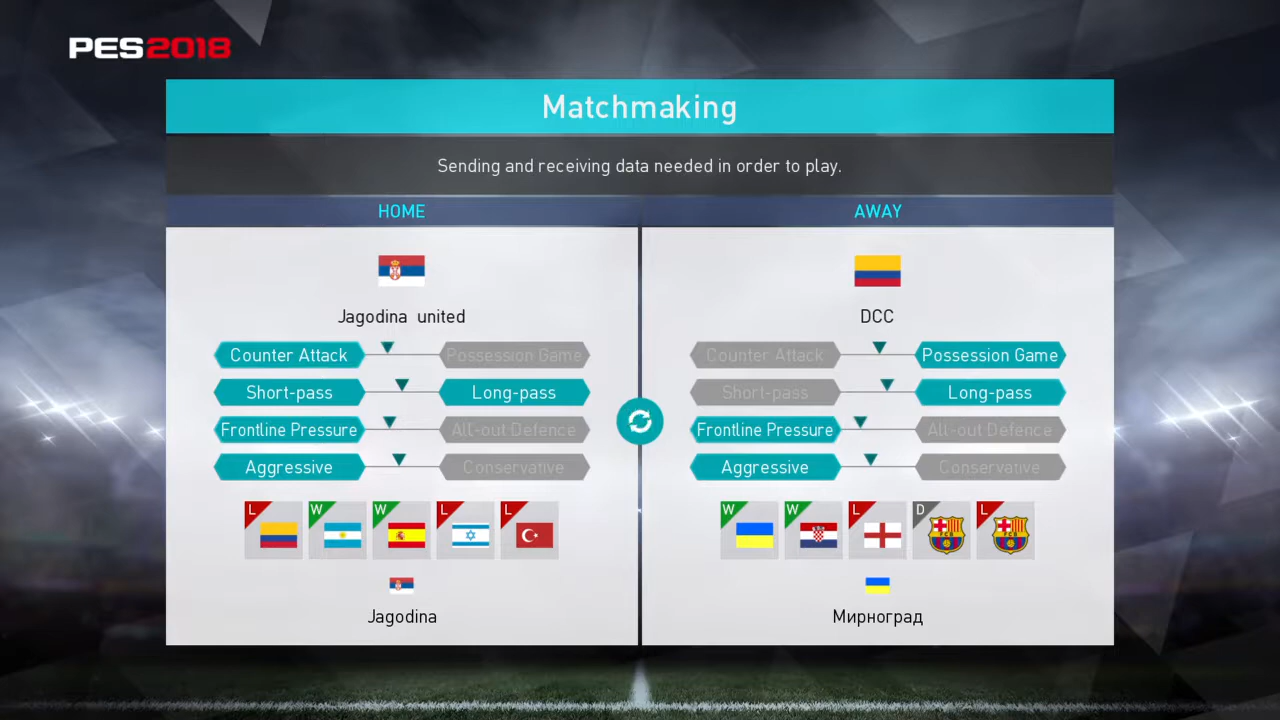 PES2018
Matchmaking
Sending and receiving data needed in order to play.
HOME
AWAY
Jagodina united
Counter Attack
Possession Game
Short-pass
Long-pass
Frontline Pressure
All-out Defence
Aggressive
Conservative
L W W L L
Jagodina
DCC
Counter Attack
Possession Game
Short-pass
Long-pass
Frontline Pressure
All-out Defence
Aggressive
Conservative
W W L D L
Мирноград